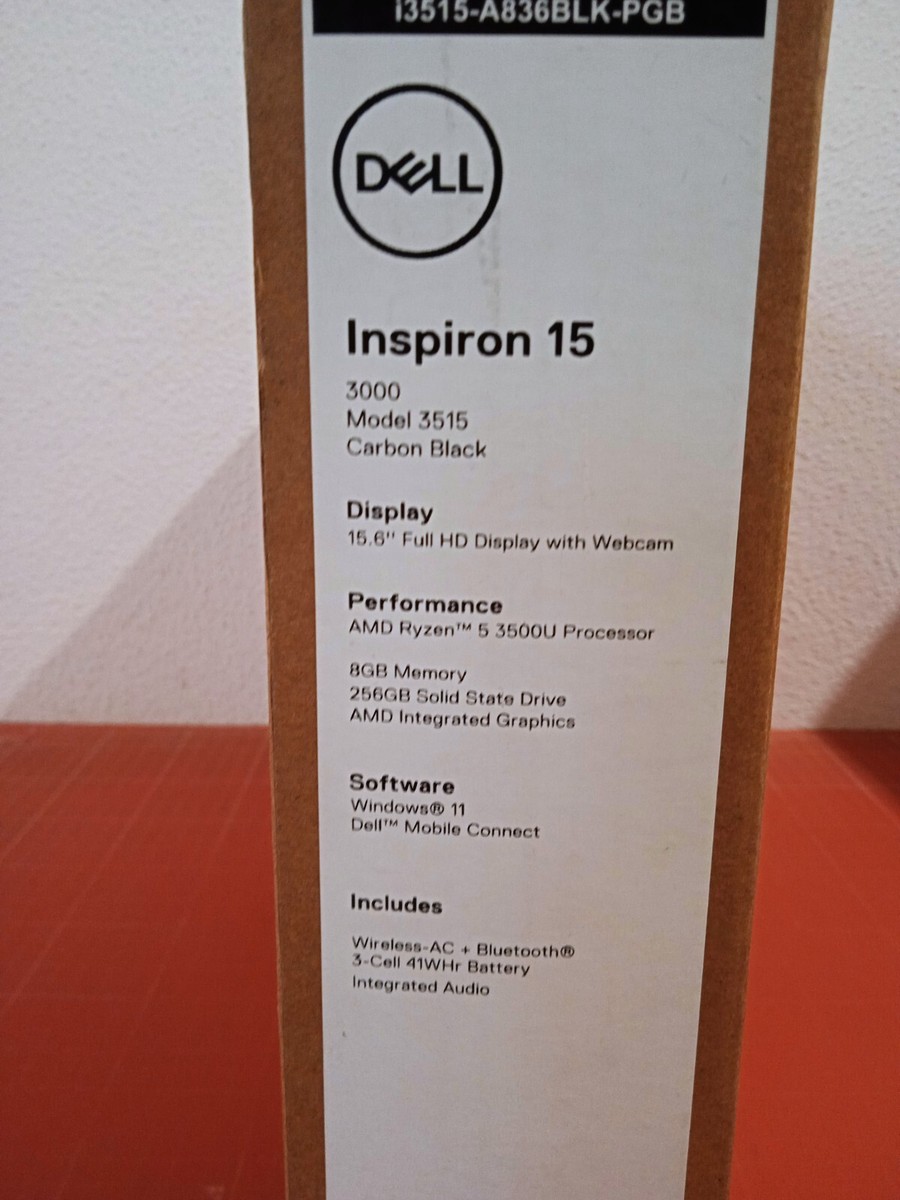 i3515-A836BLK-PGB
DELL
Inspiron 15
3000
Model 3515
Carbon Black
Display
15.6" Full HD Display with Webcam
Performance
AMD Ryzen™ 5 3500U Processor
8GB Memory
256GB Solid State Drive
AMD Integrated Graphics
Software
Windows® 11
Dell™ Mobile Connect
Includes
Wireless-AC + Bluetooth®
3-Cell 41WHr Battery
Integrated Audio